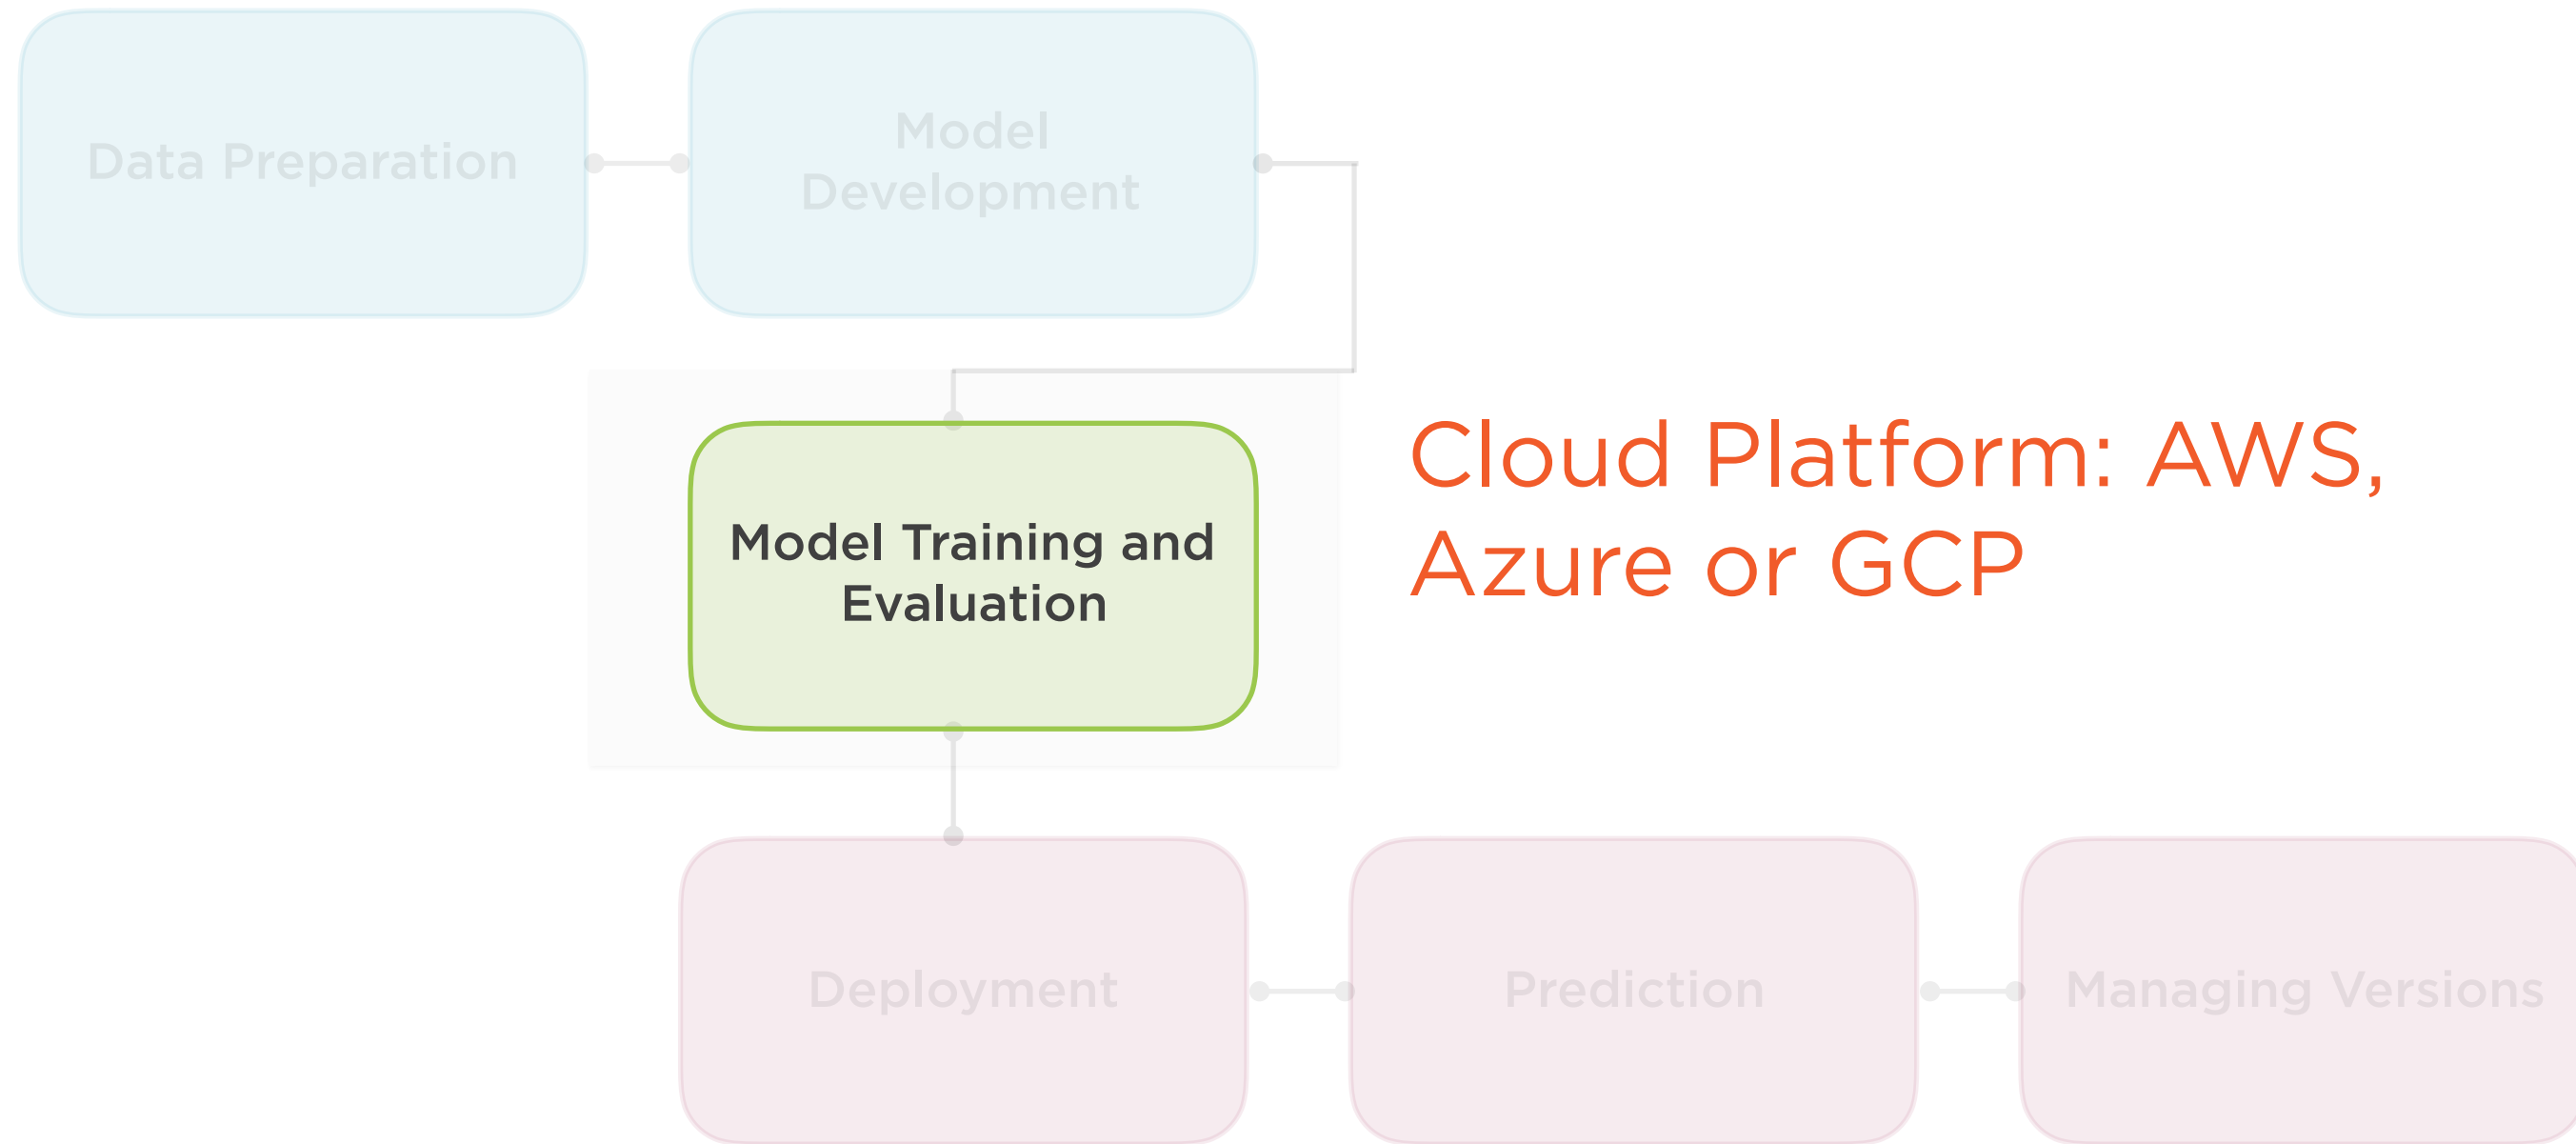 Data Preparation
Model
Development
Model Training and
Evaluation
Cloud Platform: AWS,
Azure or GCP
Deployment
Prediction
Managing Versions